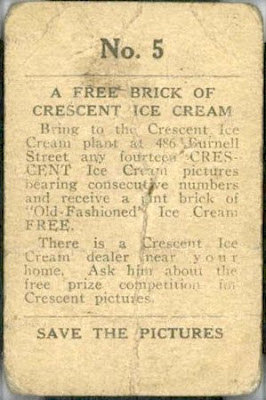 No. 5
A FREE BRICK OF
CRESCENT ICE CREAM
Bring to the Crescent Ice
Cream plant at 486 Burnell
Street any fourteen "CRES-
CENT Ice Cream pictures
bearing consecutive numbers
and receive a pint brick of
"Old-Fashioned" Ice Cream
FREE.
There is a Crescent Ice
Cream dealer near your
home. Ask him about the
free prize competition for
Crescent pictures.
SAVE THE PICTURES